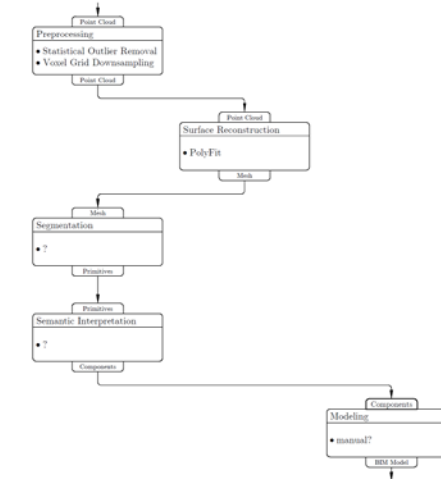 Point Cloud
Preprocessing
• Statistical Outlier Removal
• Voxel Grid Downsampling
Point Cloud
Point Cloud
Surface Reconstruction
• PolyFit
Mesh
Mesh
Segmentation
• ?
Primitives
Primitives
Semantic Interpretation
• ?
Components
Components
Modeling
• manual?
BIM Model